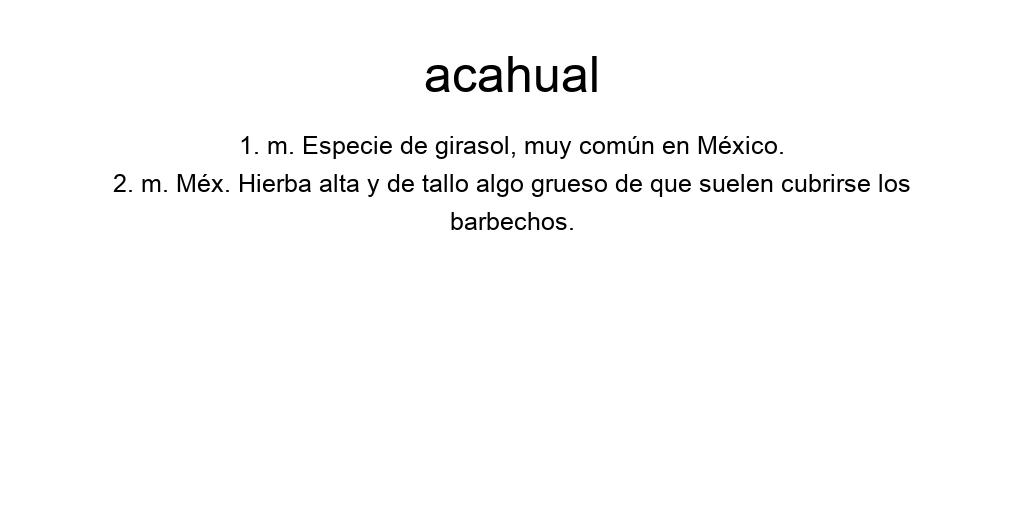 acahual
1. m. Especie de girasol, muy común en México.
2. m. Méx. Hierba alta y de tallo algo grueso de que suelen cubrirse los
barbechos.